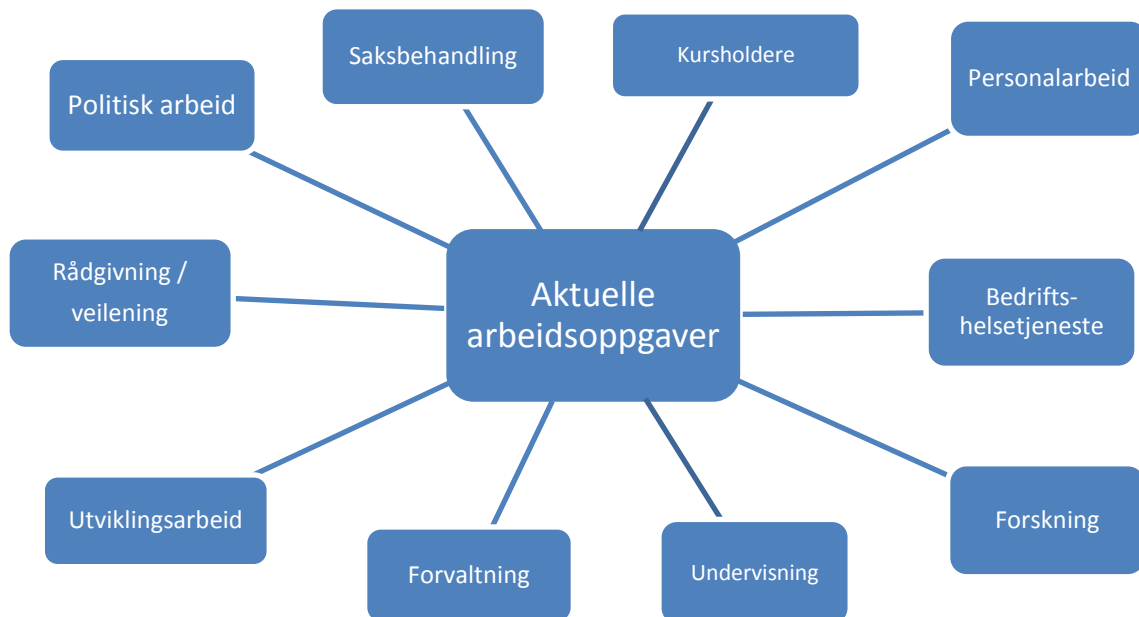 Saksbehandling
Kursholdere
Personalarbeid
Politisk arbeid
Rådgivning /
veilening
Aktuelle
arbeidsoppgaver
Bedrifts-
helsetjeneste
Utviklingsarbeid
Forvaltning
Undervisning
Forskning